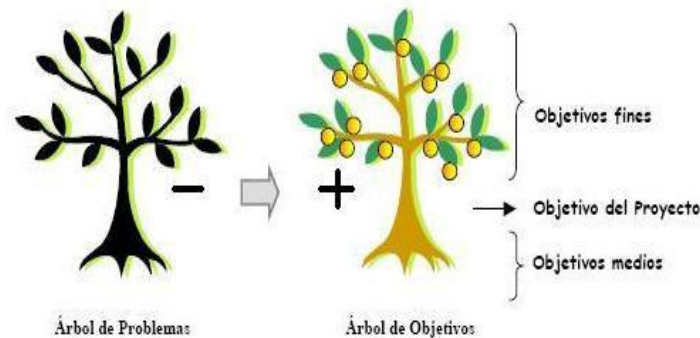 −
+
Objetivos fines
Objetivo del Proyecto
Objetivos medios
Árbol de Problemas
Árbol de Objetivos